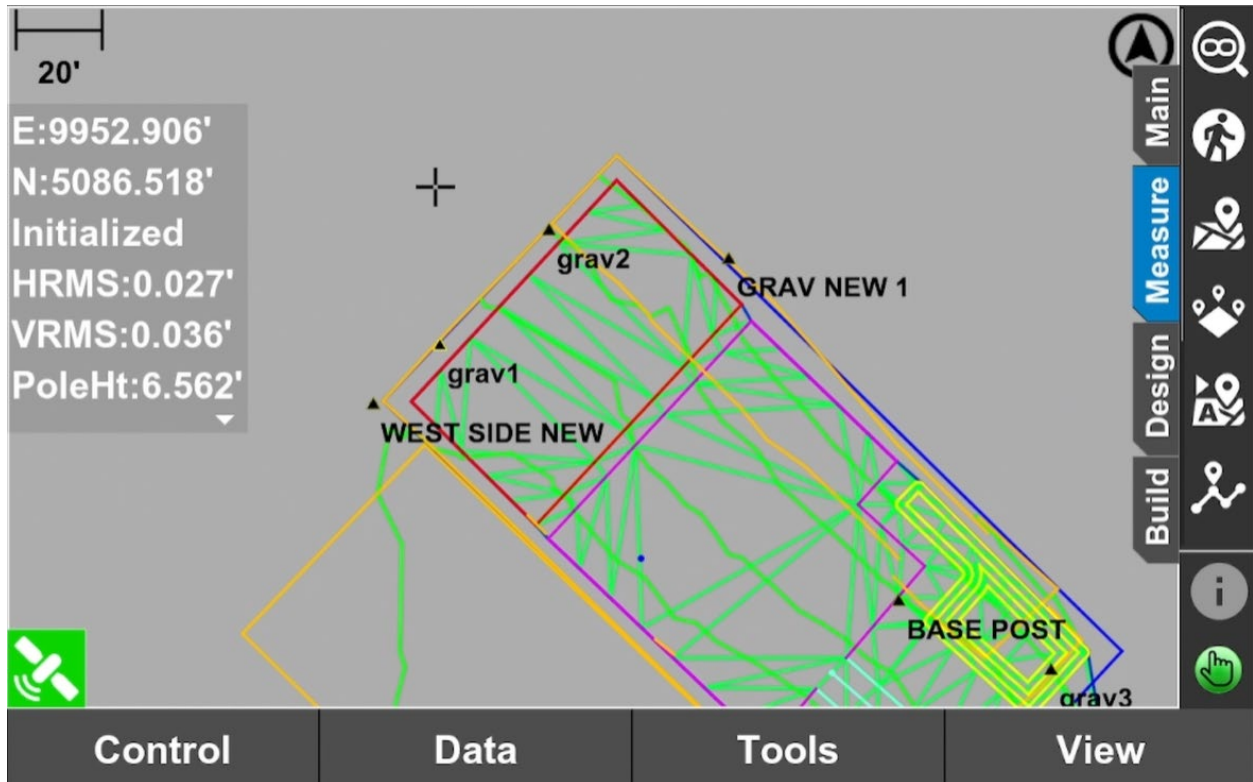 20'
E:9952.906'
N:5086.518'
Initialized
HRMS:0.027'
VRMS:0.036'
PoleHt:6.562'
grav2
GRAV NEW 1
grav1
WEST SIDE NEW
BASE POST
grav3
Main
Measure
Design
Build
A
i
Control
Data
Tools
View